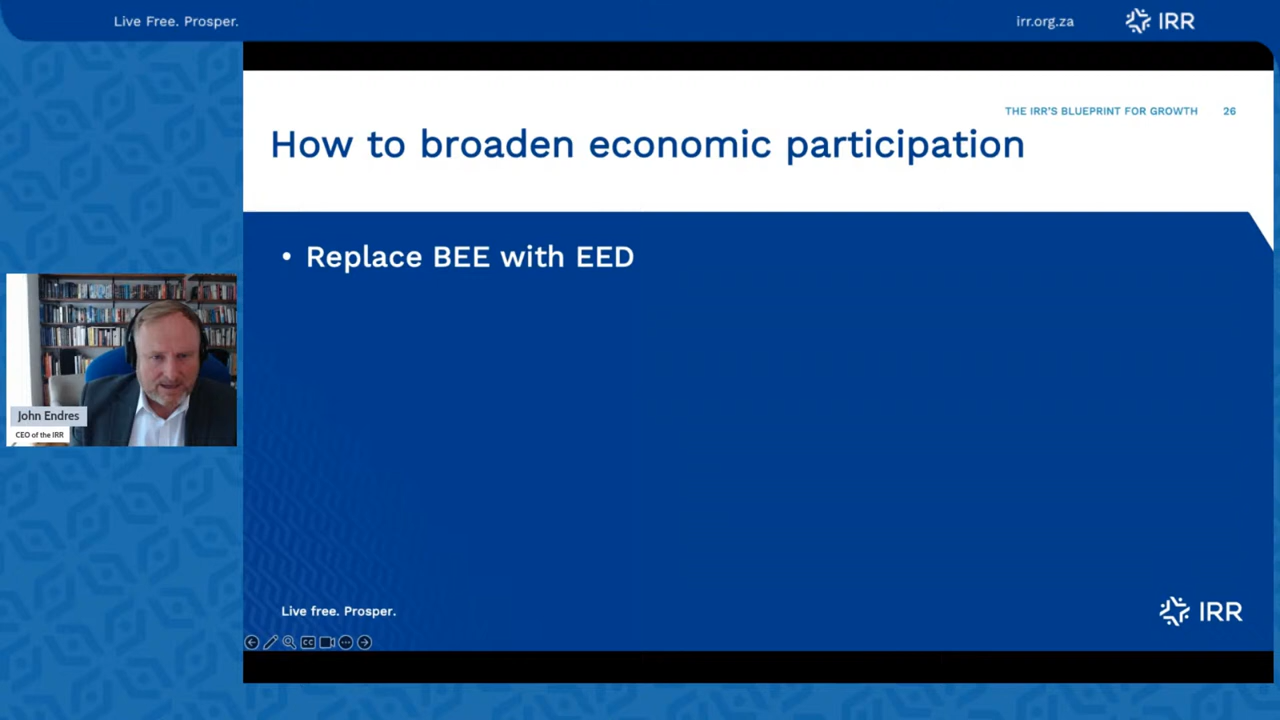 Live Free. Prosper.
irr.org.za
IRR
THE IRR'S BLUEPRINT FOR GROWTH 26
How to broaden economic participation
• Replace BEE with EED
John Endres
CEO of the IRR
Live free. Prosper.
IRR
CC